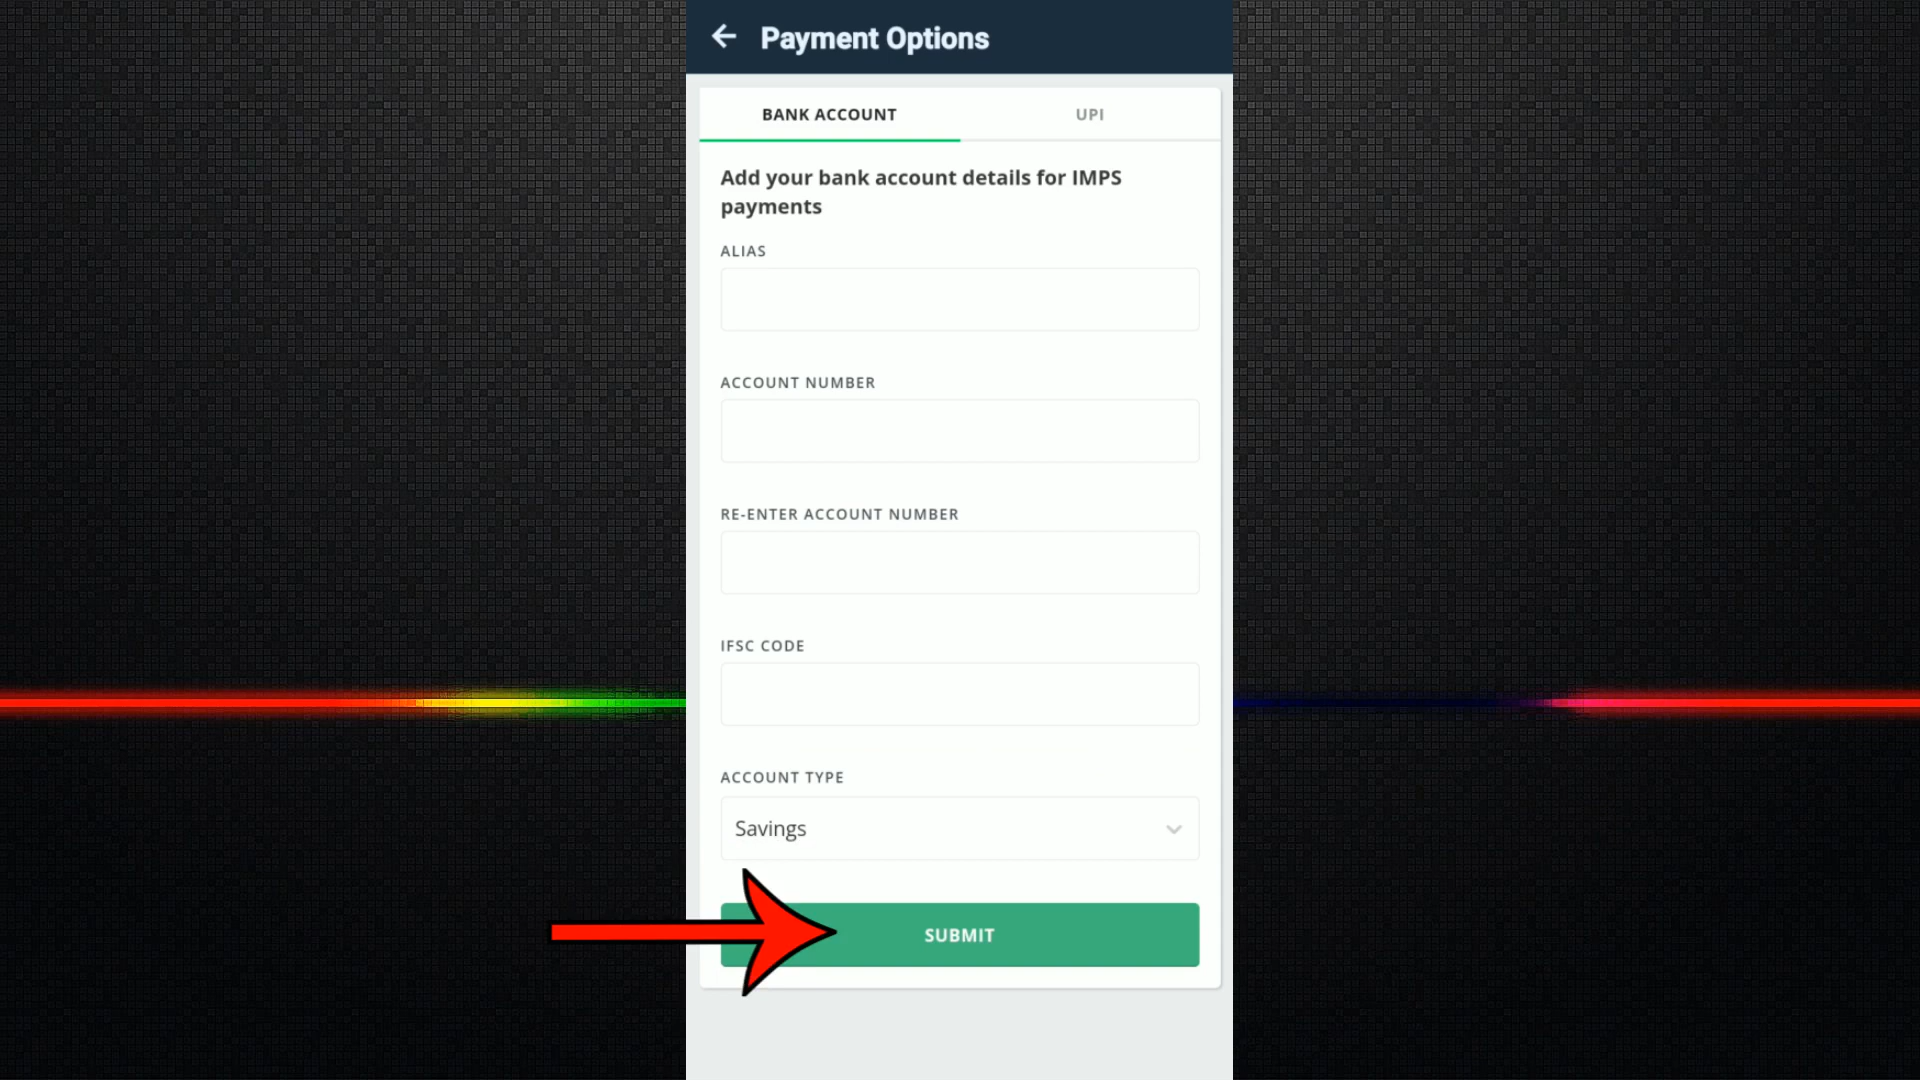 Payment Options
BANK ACCOUNT
UPI
Add your bank account details for IMPS
payments
ALIAS
ACCOUNT NUMBER
RE-ENTER ACCOUNT NUMBER
IFSC CODE
ACCOUNT TYPE
Savings
SUBMIT